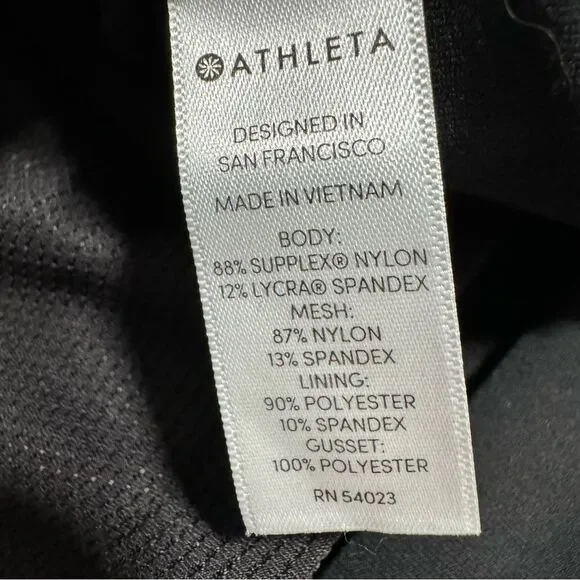 ATHLETA
DESIGNED IN
SAN FRANCISCO
MADE IN VIETNAM
BODY:
88% SUPPLEX® NYLON
12% LYCRA® SPANDEX
MESH:
87% NYLON
13% SPANDEX
LINING:
90% POLYESTER
10% SPANDEX
GUSSET:
100% POLYESTER
RN 54023